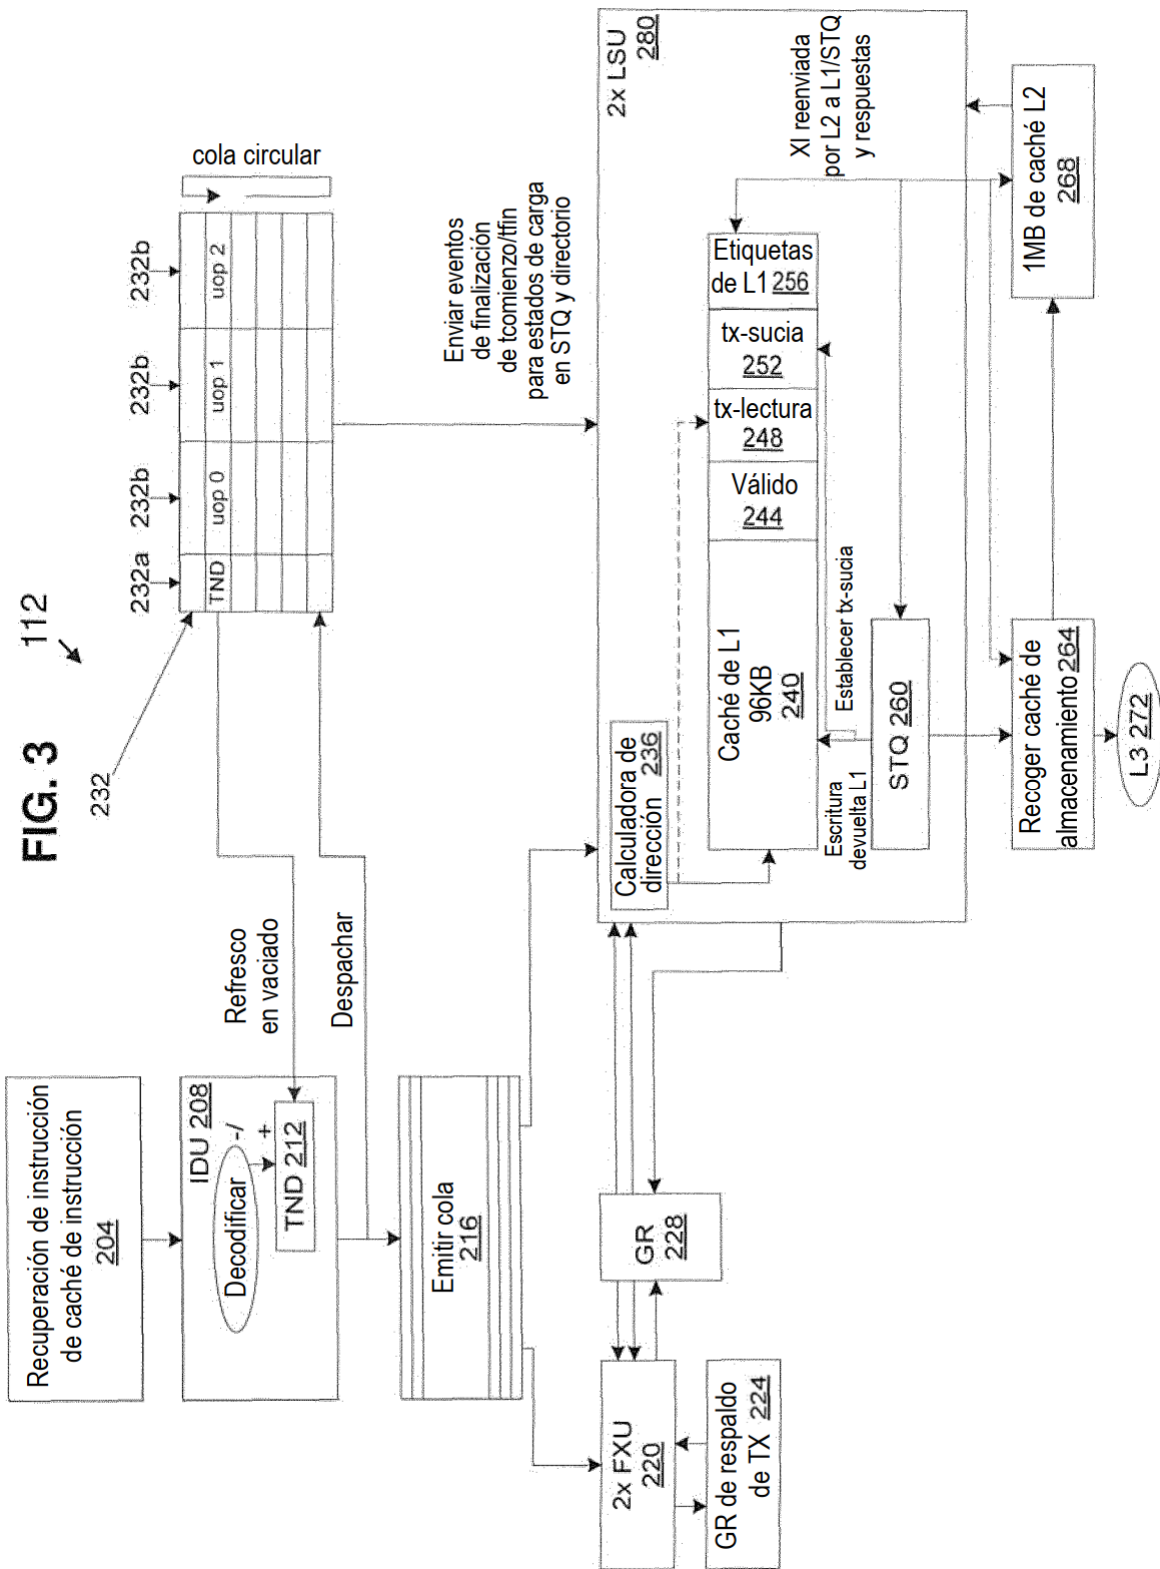 FIG. 3
112
Recuperación de instrucción
de caché de instrucción
204
IDU 208
Decodificar
-/
+
TND 212
Refresco
en vaciado
Despachar
232
232a
232b
232b
232b
TND
uop 0
uop 1
uop 2
cola circular
Emitir cola
216
Enviar eventos
de finalización
de tcomienzo/tfin
para estados de carga
en STQ y directorio
2x FXU
220
GR de respaldo
de TX 224
GR
228
2x LSU
280
Calculadora de
dirección 236
Caché de L1
96KB
240
Válido
244
tx-lectura
248
tx-sucia
252
Etiquetas
de L1 256
Escritura
devuelta L1
Establecer tx-sucia
STQ 260
XI reenviada
por L2 a L1/STQ
y respuestas
Recoger caché de
almacenamiento 264
1MB de caché L2
268
L3 272